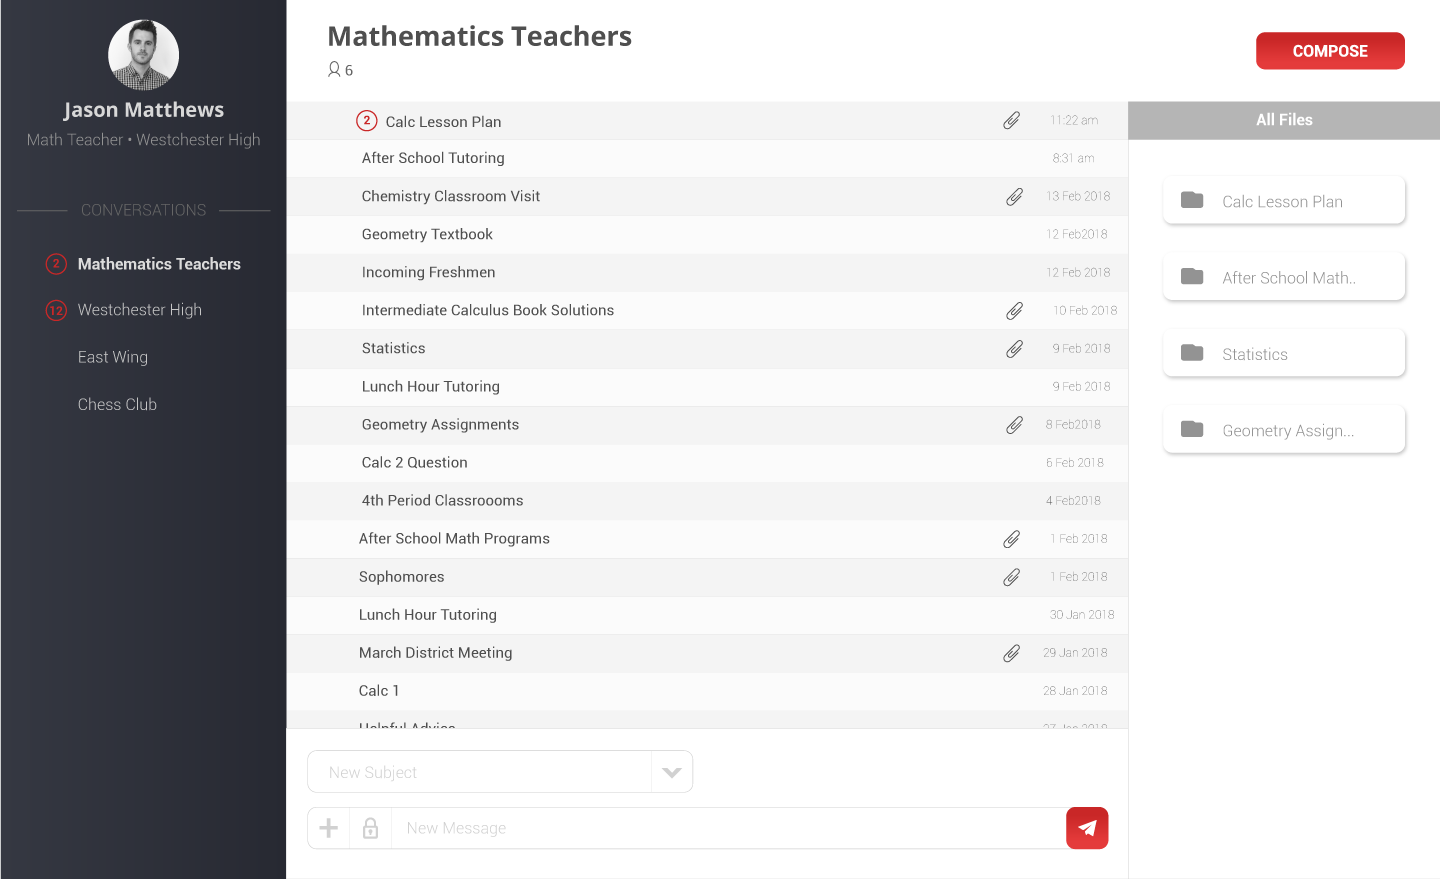 Jason Matthews
Math Teacher • Westchester High
CONVERSATIONS
2 Mathematics Teachers
12 Westchester High
East Wing
Chess Club
Mathematics Teachers
6
COMPOSE
2 Calc Lesson Plan 11:22 am
After School Tutoring 8:31 am
Chemistry Classroom Visit 13 Feb 2018
Geometry Textbook 12 Feb2018
Incoming Freshmen 12 Feb 2018
Intermediate Calculus Book Solutions 10 Feb 2018
Statistics 9 Feb 2018
Lunch Hour Tutoring 9 Feb 2018
Geometry Assignments 8 Feb2018
Calc 2 Question 6 Feb 2018
4th Period Classroooms 4 Feb2018
After School Math Programs 1 Feb 2018
Sophomores 1 Feb 2018
Lunch Hour Tutoring 30 Jan 2018
March District Meeting 29 Jan 2018
Calc 1 28 Jan 2018
Helpful Advice 27 Jan 2018
New Subject
New Message
All Files
Calc Lesson Plan
After School Math..
Statistics
Geometry Assign...